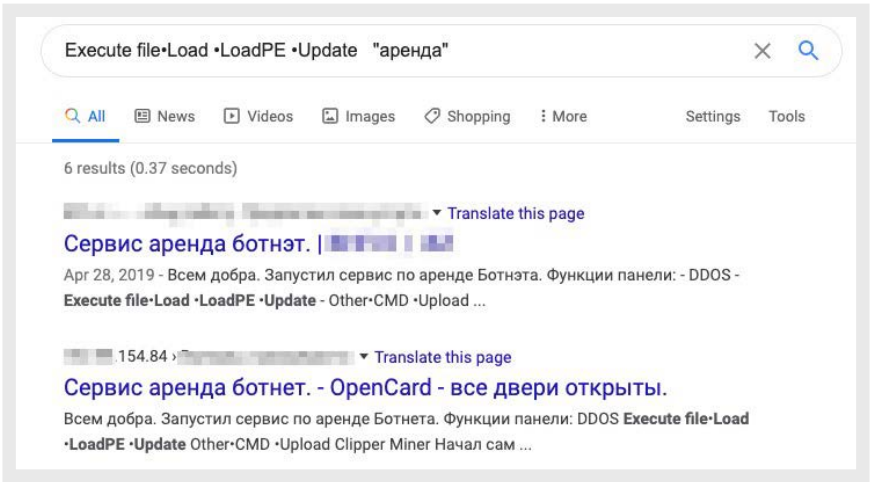 Execute file•Load •LoadPE •Update "аренда"
All News Videos Images Shopping More Settings Tools
6 results (0.37 seconds)
Translate this page
Сервис аренда ботнэт. |
Apr 28, 2019 - Всем добра. Запустил сервис по аренде Ботнэта. Функции панели: - DDOS -
Execute file•Load •LoadPE •Update - Other•CMD •Upload ...
.154.84 › Translate this page
Сервис аренда ботнет. - OpenCard - все двери открыты.
Всем добра. Запустил сервис по аренде Ботнета. Функции панели: DDOS Execute file•Load
•LoadPE •Update Other•CMD •Upload Clipper Miner Начал сам ...